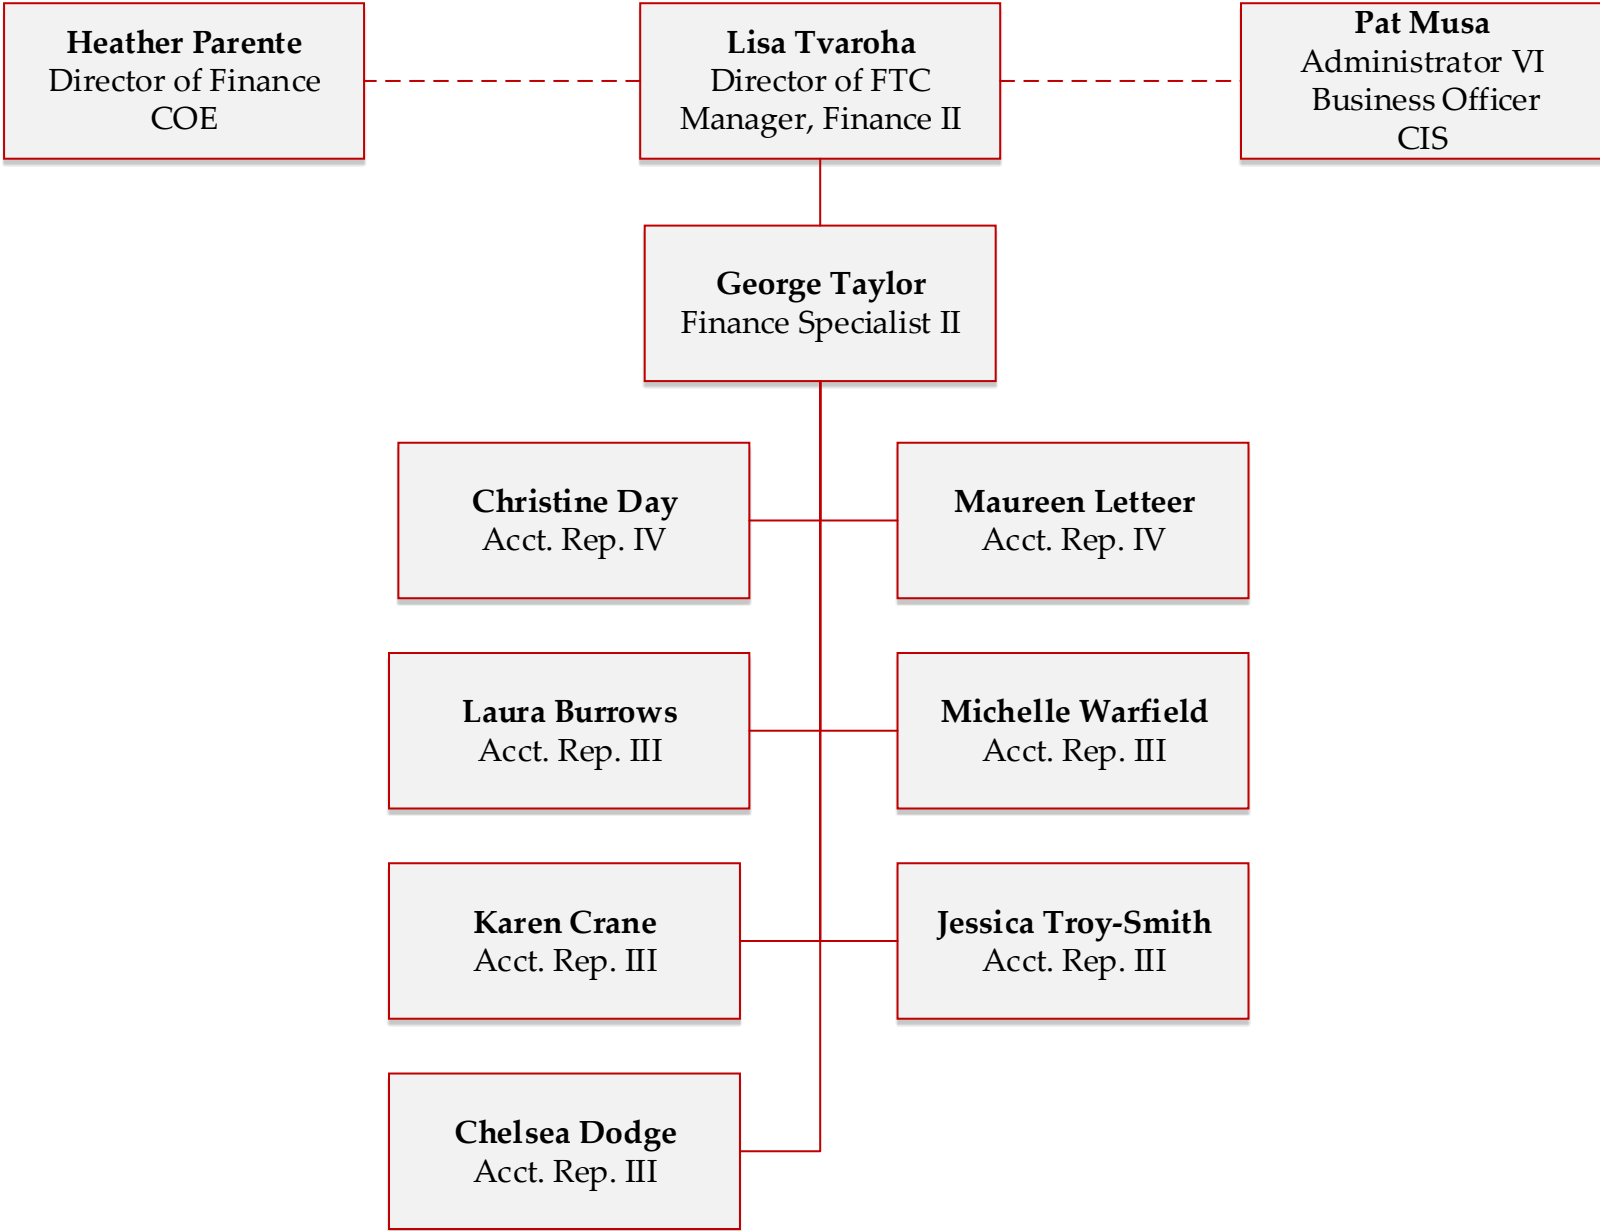 Heather Parente
Director of Finance
COE
Lisa Tvaroha
Director of FTC
Manager, Finance II
Pat Musa
Administrator VI
Business Officer
CIS
George Taylor
Finance Specialist II
Christine Day
Acct. Rep. IV
Maureen Letteer
Acct. Rep. IV
Laura Burrows
Acct. Rep. III
Michelle Warfield
Acct. Rep. III
Karen Crane
Acct. Rep. III
Jessica Troy-Smith
Acct. Rep. III
Chelsea Dodge
Acct. Rep. III